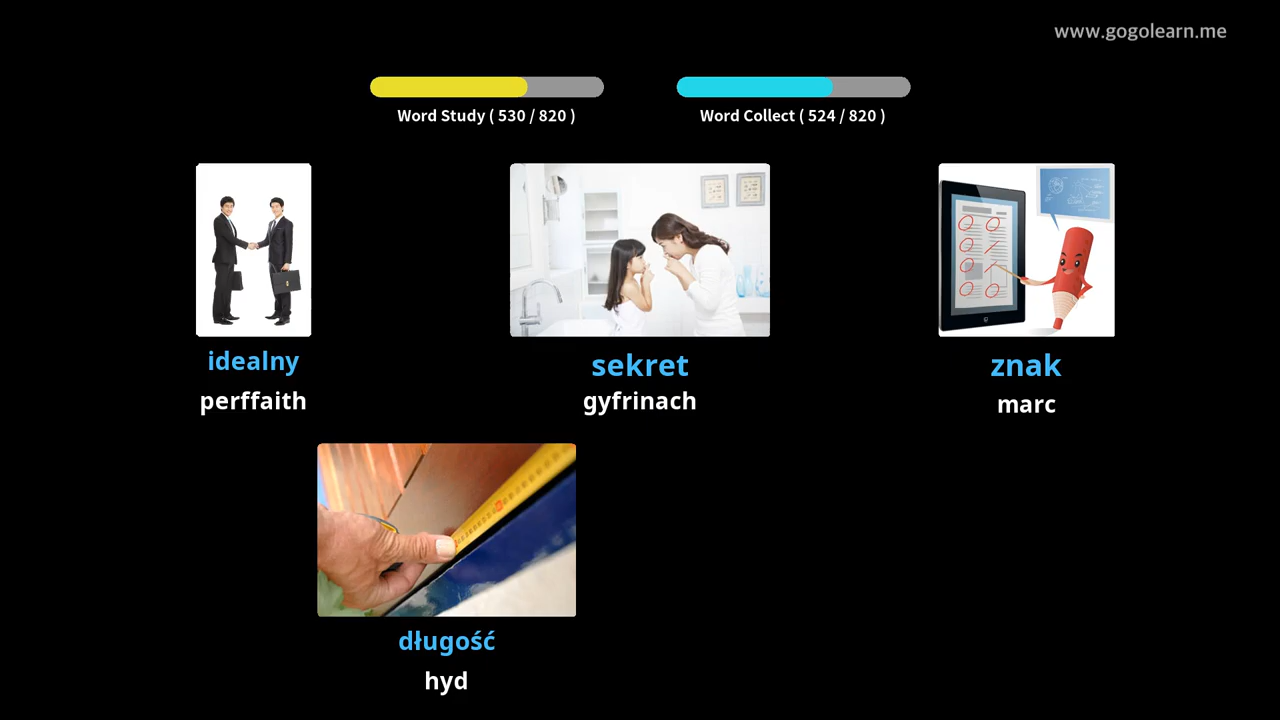 www.gogolearn.me
Word Study ( 530 / 820 )
Word Collect ( 524 / 820 )
idealny
perffaith
sekret
gyfrinach
znak
marc
długość
hyd